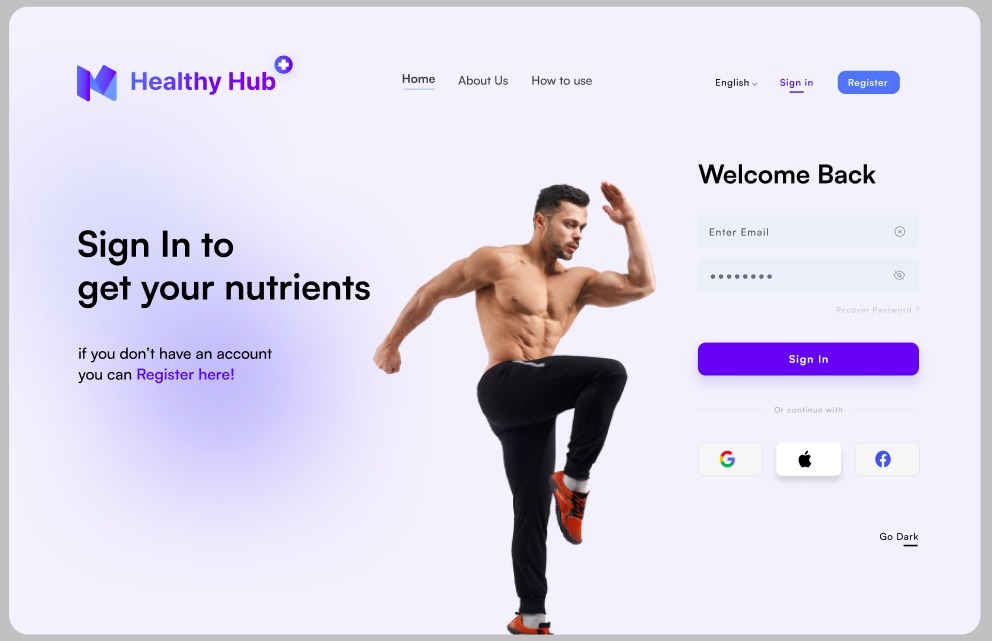 Healthy Hub
Home
About Us
How to use
English
Sign in
Register
Sign In to
get your nutrients
if you don't have an account
you can Register here!
Welcome Back
Enter Email
Recover Password ?
Sign In
Or continue with
Go Dark